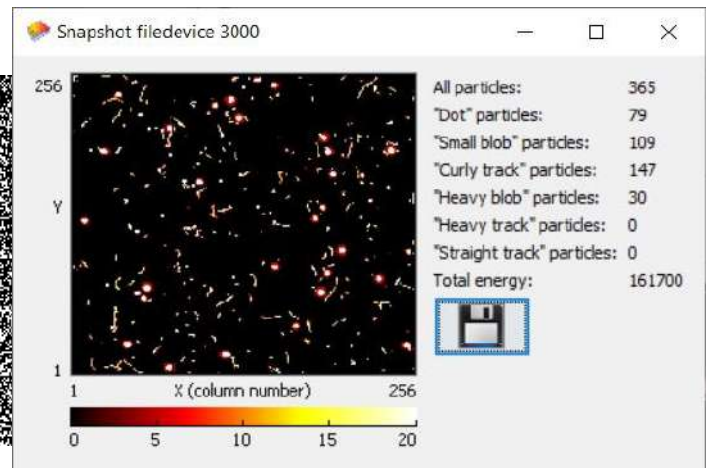 Snapshot filedevice 3000
256
Y
1
1 X (column number) 256
0 5 10 15 20
All particles: 365
"Dot" particles: 79
"Small blob" particles: 109
"Curly track" particles: 147
"Heavy blob" particles: 30
"Heavy track" particles: 0
"Straight track" particles: 0
Total energy: 161700